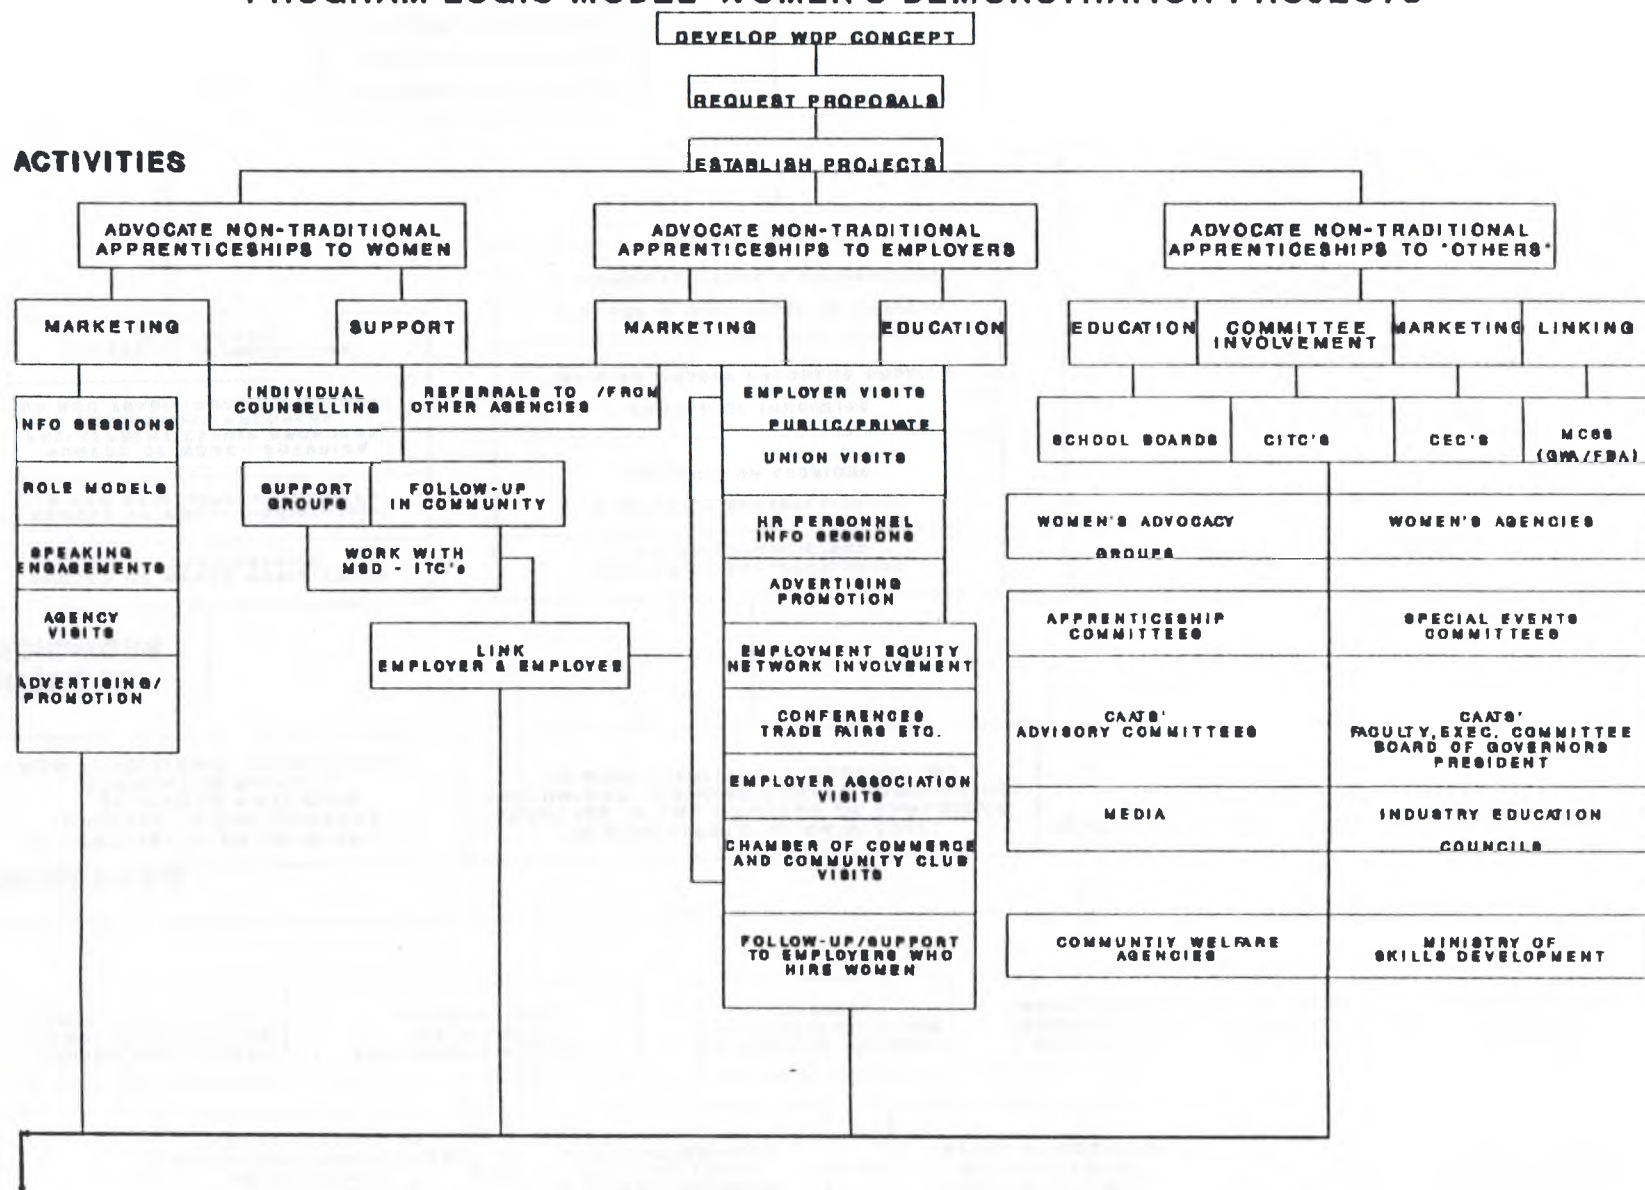 PROGRAM LOGIC MODEL-WOMEN'S DEMONSTRATION PROJECTS
DEVELOP WDP CONCEPT
REQUEST PROPOSALS
ESTABLISH PROJECTS
ACTIVITIES
ADVOCATE NON-TRADITIONAL
APPRENTICESHIPS TO WOMEN
ADVOCATE NON-TRADITIONAL
APPRENTICESHIPS TO EMPLOYERS
ADVOCATE NON-TRADITIONAL
APPRENTICESHIPS TO "OTHERS"
MARKETING
SUPPORT
MARKETING
EDUCATION
EDUCATION
COMMITTEE
INVOLVEMENT
MARKETING
LINKING
INFO SESSIONS
ROLE MODELS
SPEAKING
ENGAGEMENTS
AGENCY
VISITS
ADVERTISING/
PROMOTION
INDIVIDUAL
COUNSELLING
REFERRALS TO /FROM
OTHER AGENCIES
SUPPORT
GROUPS
FOLLOW-UP
IN COMMUNITY
WORK WITH
MSD - ITC's
LINK
EMPLOYER & EMPLOYEE
EMPLOYER VISITS
PUBLIC/PRIVATE
UNION VISITS
HR PERSONNEL
INFO SESSIONS
ADVERTISING
PROMOTION
EMPLOYMENT EQUITY
NETWORK INVOLVEMENT
CONFERENCES
TRADE FAIRS ETC.
EMPLOYER ASSOCIATION
VISITS
CHAMBER OF COMMERCE
AND COMMUNITY CLUB
VISITS
FOLLOW-UP/SUPPORT
TO EMPLOYERS WHO
HIRE WOMEN
SCHOOL BOARDS
CITC'S
CEC'S
MCSS
(GWA/FBA)
WOMEN'S ADVOCACY
GROUPS
WOMEN'S AGENCIES
APPRENTICESHIP
COMMITTEES
SPECIAL EVENTS
COMMITTEES
CAATS'
ADVISORY COMMITTEES
CAATS'
FACULTY, EXEC. COMMITTEE
BOARD OF GOVERNORS
PRESIDENT
MEDIA
INDUSTRY EDUCATION
COUNCILS
COMMUNTIY WELFARE
AGENCIES
MINISTRY OF
SKILLS DEVELOPMENT